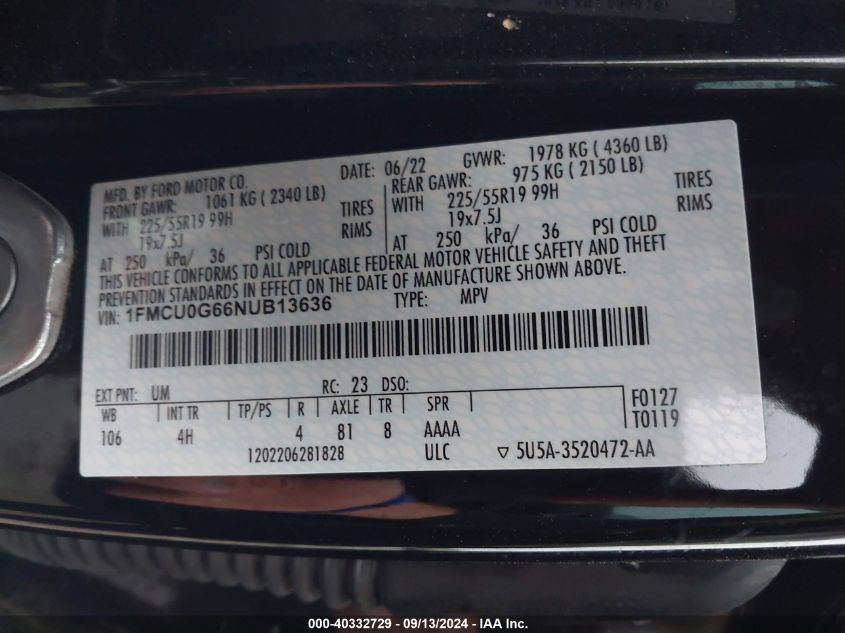 MFD. BY FORD MOTOR CO. DATE: 06/22 GVWR: 1978 KG ( 4360 LB)
FRONT GAWR: 1061 KG ( 2340 LB) REAR GAWR: 975 KG ( 2150 LB)
WITH 225/55R19 99H TIRES WITH 225/55R19 99H TIRES
19x7.5J RIMS 19x7.5J RIMS
AT 250 kPa/ 36 PSI COLD AT 250 kPa/ 36 PSI COLD
THIS VEHICLE CONFORMS TO ALL APPLICABLE FEDERAL MOTOR VEHICLE SAFETY AND THEFT
PREVENTION STANDARDS IN EFFECT ON THE DATE OF MANUFACTURE SHOWN ABOVE.
VIN: 1FMCU0G66NUB13636 TYPE: MPV
EXT PNT: UM RC: 23 DSO:
WB INT TR TP/PS R AXLE TR SPR F0127
106 4H 4 81 8 AAAA T0119
1202206281828 ULC ▽ 5U5A-3520472-AA
000-40332729 - 09/13/2024 - IAA Inc.